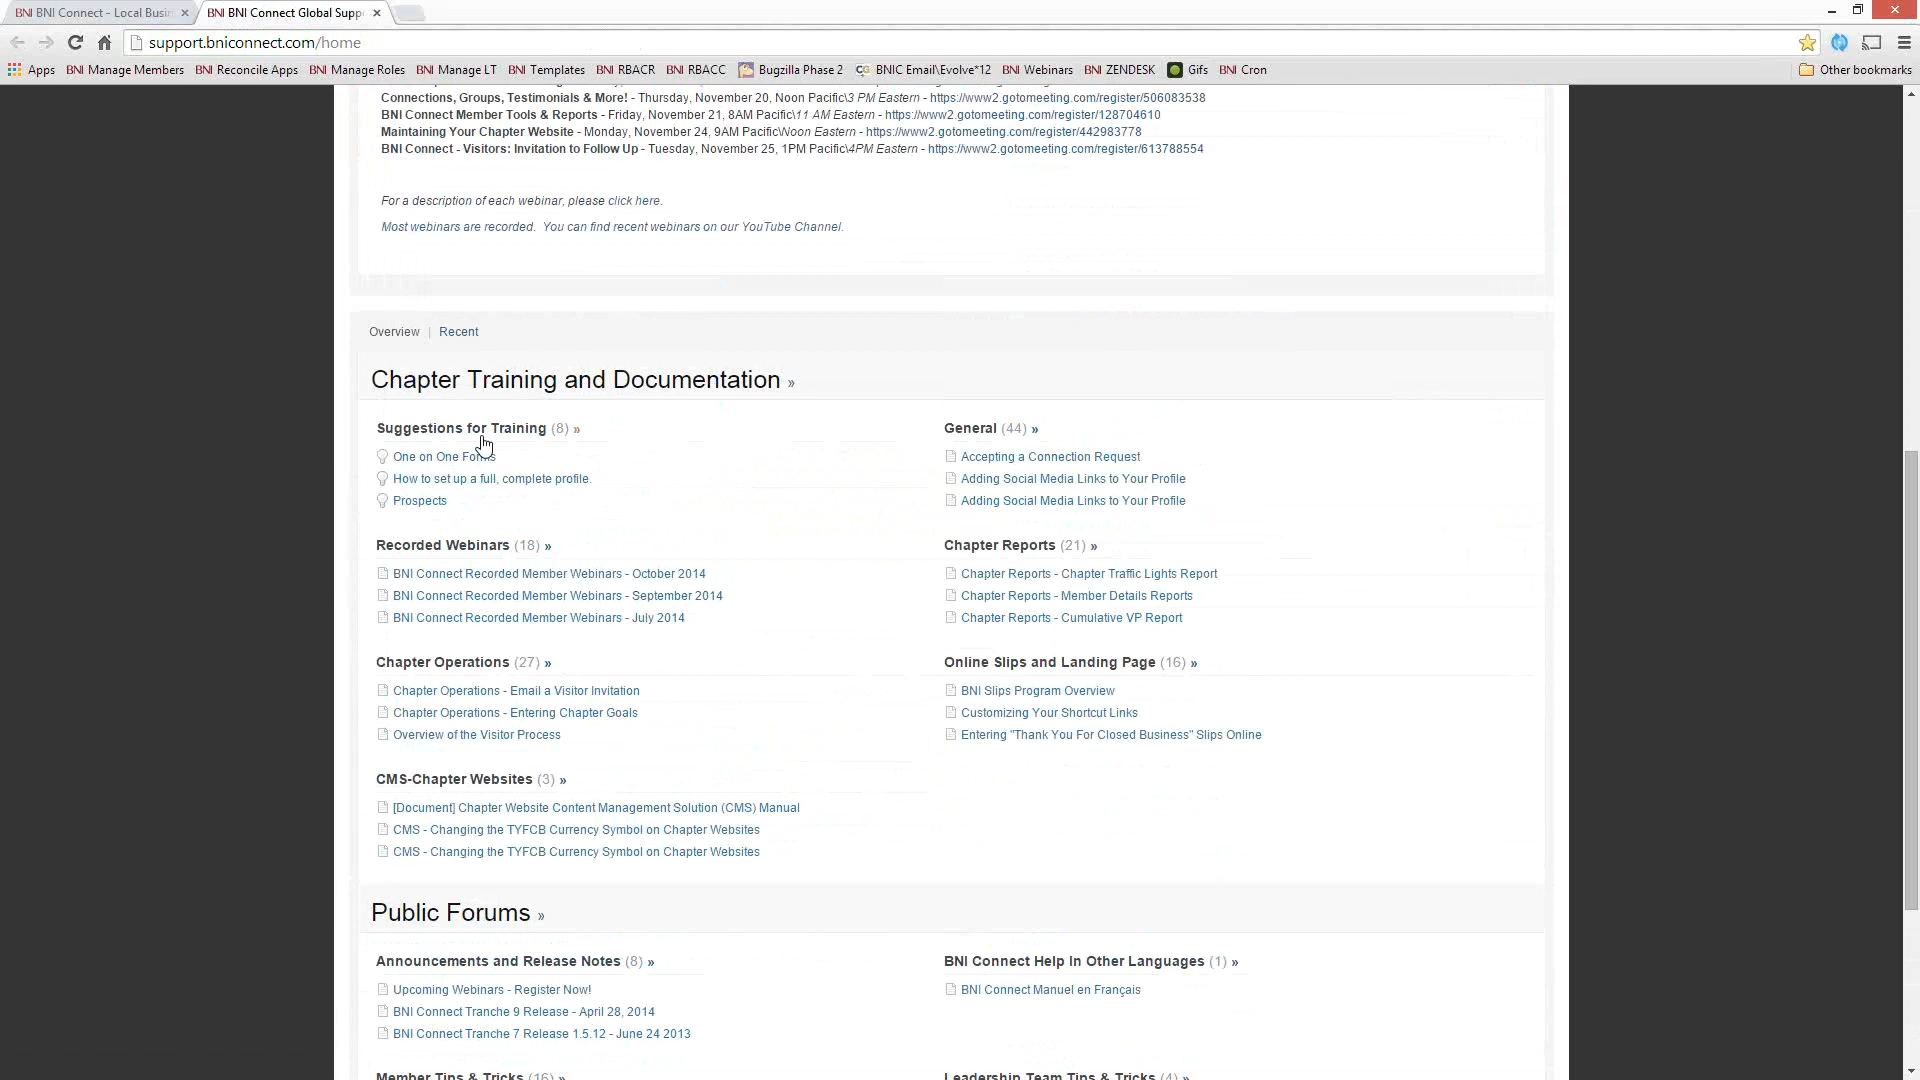 BNI BNI Connect - Local Busin
BNI BNI Connect Global Supp
support.bniconnect.com/home
Apps BNI Manage Members BNI Reconcile Apps BNI Manage Roles BNI Manage LT BNI Templates BNI RBACR BNI RBACC Bugzilla Phase 2 BNIC Email\Evolve*12 BNI Webinars BNI ZENDESK Gifs BNI Cron Other bookmarks
Connections, Groups, Testimonials & More! - Thursday, November 20, Noon Pacific\3 PM Eastern - https://www2.gotomeeting.com/register/506083538
BNI Connect Member Tools & Reports - Friday, November 21, 8AM Pacific\11 AM Eastern - https://www2.gotomeeting.com/register/128704610
Maintaining Your Chapter Website - Monday, November 24, 9AM Pacific\Noon Eastern - https://www2.gotomeeting.com/register/442983778
BNI Connect - Visitors: Invitation to Follow Up - Tuesday, November 25, 1PM Pacific\4PM Eastern - https://www2.gotomeeting.com/register/613788554
For a description of each webinar, please click here.
Most webinars are recorded. You can find recent webinars on our YouTube Channel.
Overview | Recent
Chapter Training and Documentation »
Suggestions for Training (8) »
One on One Forms
How to set up a full, complete profile.
Prospects
General (44) »
Accepting a Connection Request
Adding Social Media Links to Your Profile
Adding Social Media Links to Your Profile
Recorded Webinars (18) »
BNI Connect Recorded Member Webinars - October 2014
BNI Connect Recorded Member Webinars - September 2014
BNI Connect Recorded Member Webinars - July 2014
Chapter Reports (21) »
Chapter Reports - Chapter Traffic Lights Report
Chapter Reports - Member Details Reports
Chapter Reports - Cumulative VP Report
Chapter Operations (27) »
Chapter Operations - Email a Visitor Invitation
Chapter Operations - Entering Chapter Goals
Overview of the Visitor Process
Online Slips and Landing Page (16) »
BNI Slips Program Overview
Customizing Your Shortcut Links
Entering "Thank You For Closed Business" Slips Online
CMS-Chapter Websites (3) »
[Document] Chapter Website Content Management Solution (CMS) Manual
CMS - Changing the TYFCB Currency Symbol on Chapter Websites
CMS - Changing the TYFCB Currency Symbol on Chapter Websites
Public Forums »
Announcements and Release Notes (8) »
Upcoming Webinars - Register Now!
BNI Connect Tranche 9 Release - April 28, 2014
BNI Connect Tranche 7 Release 1.5.12 - June 24 2013
BNI Connect Help in Other Languages (1) »
BNI Connect Manuel en Français
Member Tips & Tricks (16) »
Leadership Team Tips & Tricks (4) »